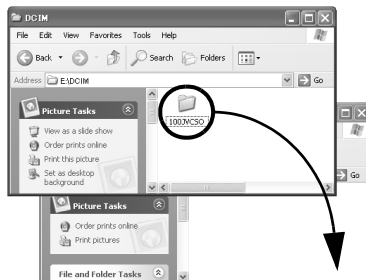 DCIM
File Edit View Favorites Tools Help
Back Search Folders
Address E:\DCIM Go
Picture Tasks
View as a slide show
Order prints online
Print this picture
Set as desktop
background
100JVCSO
Go
Picture Tasks
Order prints online
Print pictures
File and Folder Tasks